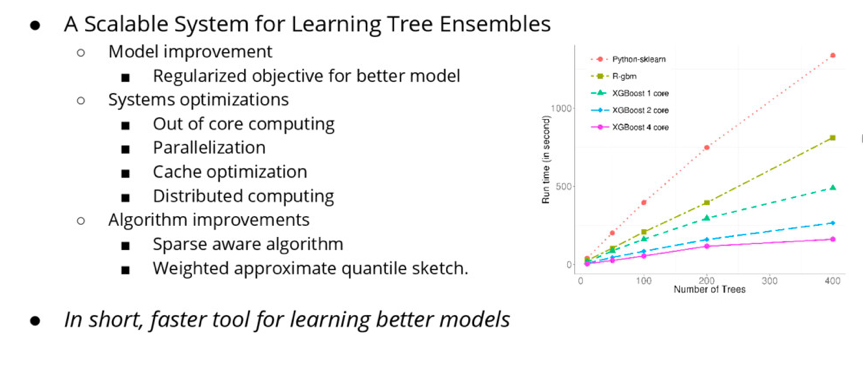 ● A Scalable System for Learning Tree Ensembles
○ Model improvement
■ Regularized objective for better model
○ Systems optimizations
■ Out of core computing
■ Parallelization
■ Cache optimization
■ Distributed computing
○ Algorithm improvements
■ Sparse aware algorithm
■ Weighted approximate quantile sketch.
● In short, faster tool for learning better models
Python-sklearn
R-gbm
XGBoost 1 core
XGBoost 2 core
XGBoost 4 core
Run time (in second)
1000
500
0
0 100 200 300 400
Number of Trees